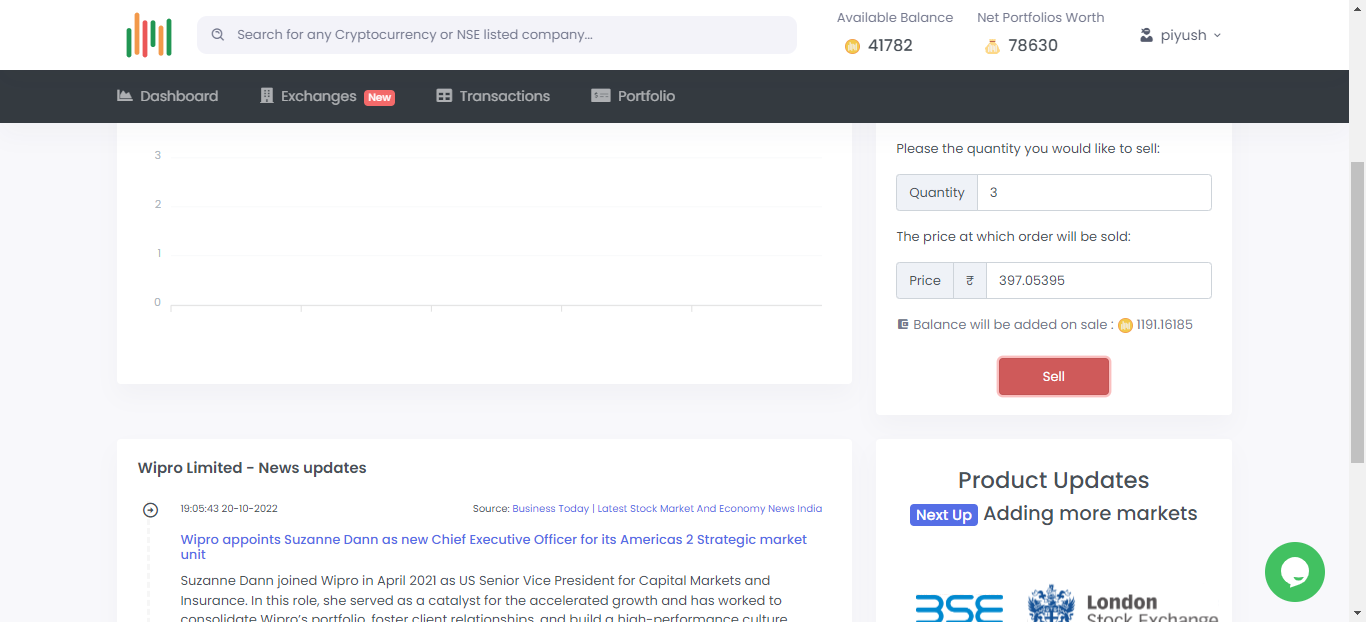 Search for any Cryptocurrency or NSE listed company...
Available Balance
41782
Net Portfolios Worth
78630
piyush
Dashboard
Exchanges New
Transactions
Portfolio
3
2
1
0
Please the quantity you would like to sell:
Quantity 3
The price at which order will be sold:
Price ₹ 397.05395
Balance will be added on sale : 1191.16185
Sell
Wipro Limited - News updates
19:05:43 20-10-2022
Source: Business Today | Latest Stock Market And Economy News India
Wipro appoints Suzanne Dann as new Chief Executive Officer for its Americas 2 Strategic market
unit
Suzanne Dann joined Wipro in April 2021 as US Senior Vice President for Capital Markets and
Insurance. In this role, she served as a catalyst for the accelerated growth and has worked to
consolidate Wipro's portfolio, foster client relationships, and build a high-performance culture
Product Updates
Next Up Adding more markets
BSE
London
Stock Exchange